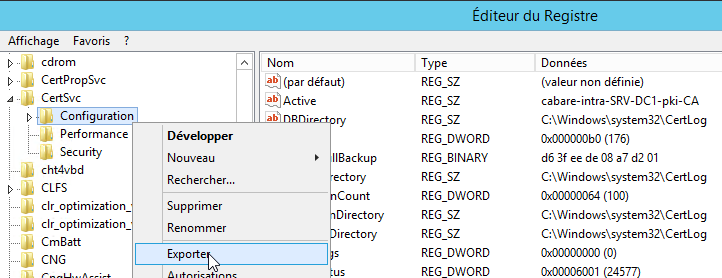 Éditeur du Registre
Affichage Favoris ?
cdrom
CertPropSvc
CertSvc
Configuration
Performance
Security
cht4vbd
CLFS
clr_optimization_
clr_optimization_
CmBatt
CNG
CngHwAssist
Développer
Nouveau
Rechercher...
Supprimer
Renommer
Exporter
Autorisations
Nom Type Données
(par défaut) REG_SZ (valeur non définie)
Active REG_SZ cabare-intra-SRV-DC1-pki-CA
DBDirectory REG_SZ C:\Windows\system32\CertLog
REG_DWORD 0x000000b0 (176)
llBackup REG_BINARY d6 3f ee de 08 a7 d2 01
ctory REG_SZ C:\Windows\system32\CertLog
nCount REG_DWORD 0x00000064 (100)
mDirectory REG_SZ C:\Windows\system32\CertLog
Directory REG_SZ C:\Windows\system32\CertLog
gs REG_DWORD 0x00000000 (0)
tus REG_DWORD 0x00006001 (24577)